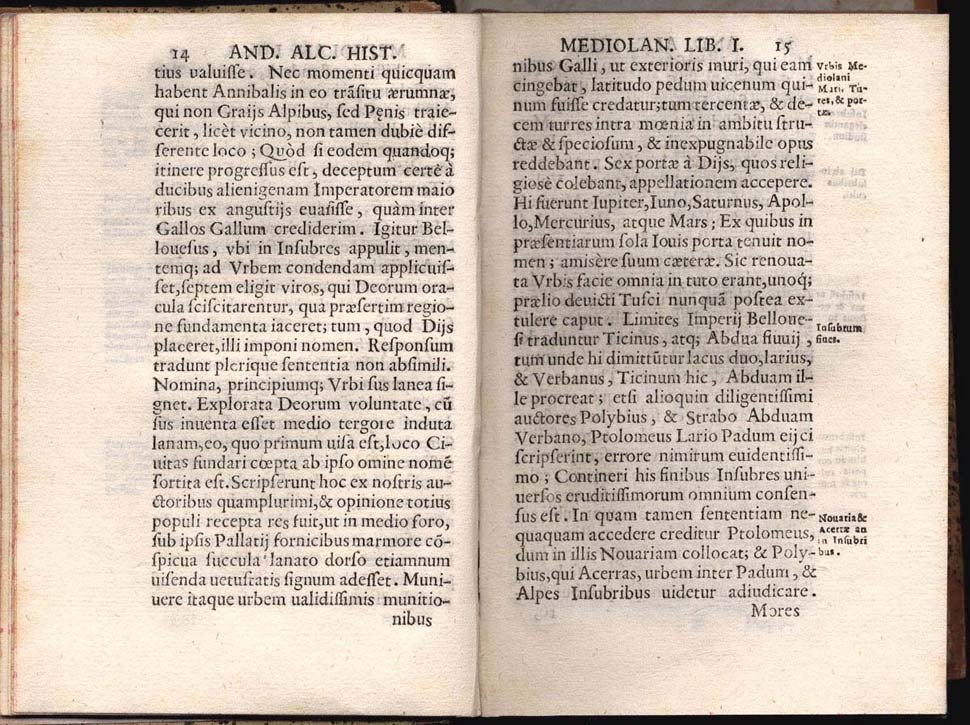 14 AND. ALC. HIST.
tius ualuiſſe. Nec momenti quicquam
habent Annibalis in eo trāſitu ærumnæ,
qui non Graijs Alpibus, ſed Pęnis traie-
cerit, licèt vicino, non tamen dubiè diſ-
ferente loco; Quòd ſi eodem quandoq;
itinere progreſſus eſt, deceptum certè à
ducibus alienigenam Imperatorem maio
ribus ex anguſtijs euaſiſſe, quàm inter
Gallos Gallum crediderim. Igitur Bel-
loueſus, vbi in Inſubres appulit, men-
temq; ad Vrbem condendam applicuiſ-
ſet, ſeptem eligit viros, qui Deorum ora-
cula ſciſcitarentur, qua præſertim regio-
ne fundamenta iaceret; tum, quod Dijs
placeret, illi imponi nomen. Reſponſum
tradunt plerique ſententia non abſimili.
Nomina, principiumq; Vrbi ſus lanea ſi-
gnet. Explorata Deorum voluntate, cū
ſus inuenta eſſet medio tergore induta
lanam, eo, quo primum uiſa eſt, loco Ci-
uitas fundari cœpta ab ipſo omine nomē
ſortita eſt. Scripſerunt hoc ex noſtris au-
ctoribus quamplurimi, & opinione totius
populi recepta res fuit, ut in medio foro,
ſub ipſis Pallatij fornicibus marmore cō-
ſpicua ſuccula lanato dorſo etiamnum
uiſenda uetuſtatis ſignum adeſſet. Muni-
uere itaque urbem ualidiſſimis munitio-
nibus
MEDIOLAN. LIB. I. 15
nibus Galli, ut exterioris muri, qui eam
cingebat, latitudo pedum uicenum qui-
num fuiſſe credatur; tum tercentæ, & de-
cem turres intra mœnia in ambitu ſtru-
ctæ & ſpecioſum, & inexpugnabile opus
reddebant. Sex portæ à Dijs, quos reli-
gioſè colebant, appellationem accepere.
Hi fuerunt Iupiter, Iuno, Saturnus, Apol-
lo, Mercurius, atque Mars; Ex quibus in
præſentiarum ſola Iouis porta tenuit no-
men; amiſère ſuum cæteræ. Sic renoua-
ta Vrbis facie omnia in tuto erant, unoq;
prælio deuicti Tuſci nunquā poſtea ex-
tulere caput. Limites Imperij Belloue-
ſi traduntur Ticinus, atq; Abdua fluuij,
tum unde hi dimittūtur lacus duo, larius,
& Verbanus, Ticinum hic, Abduam il-
le procreat; etſi alioquin diligentiſſimi
auctores Polybius, & Strabo Abduam
Verbano, Ptolomeus Lario Padum eijci
ſcripſerint, errore nimirum euidentiſſi-
mo; Contineri his finibus Inſubres uni-
uerſos eruditiſſimorum omnium conſen-
ſus eſt. In quam tamen ſententiam ne-
quaquam accedere creditur Ptolomeus,
dum in illis Nouariam collocat; & Poly-
bius, qui Acerras, urbem inter Padum, &
Alpes Inſubribus uidetur adiudicare.
Mores
Vrbis Me-
diolani
Muri, Tur-
res, & por-
tæ.
Inſubrum
fines.
Nouaria &
Acerræ an
in Inſubri
bus.